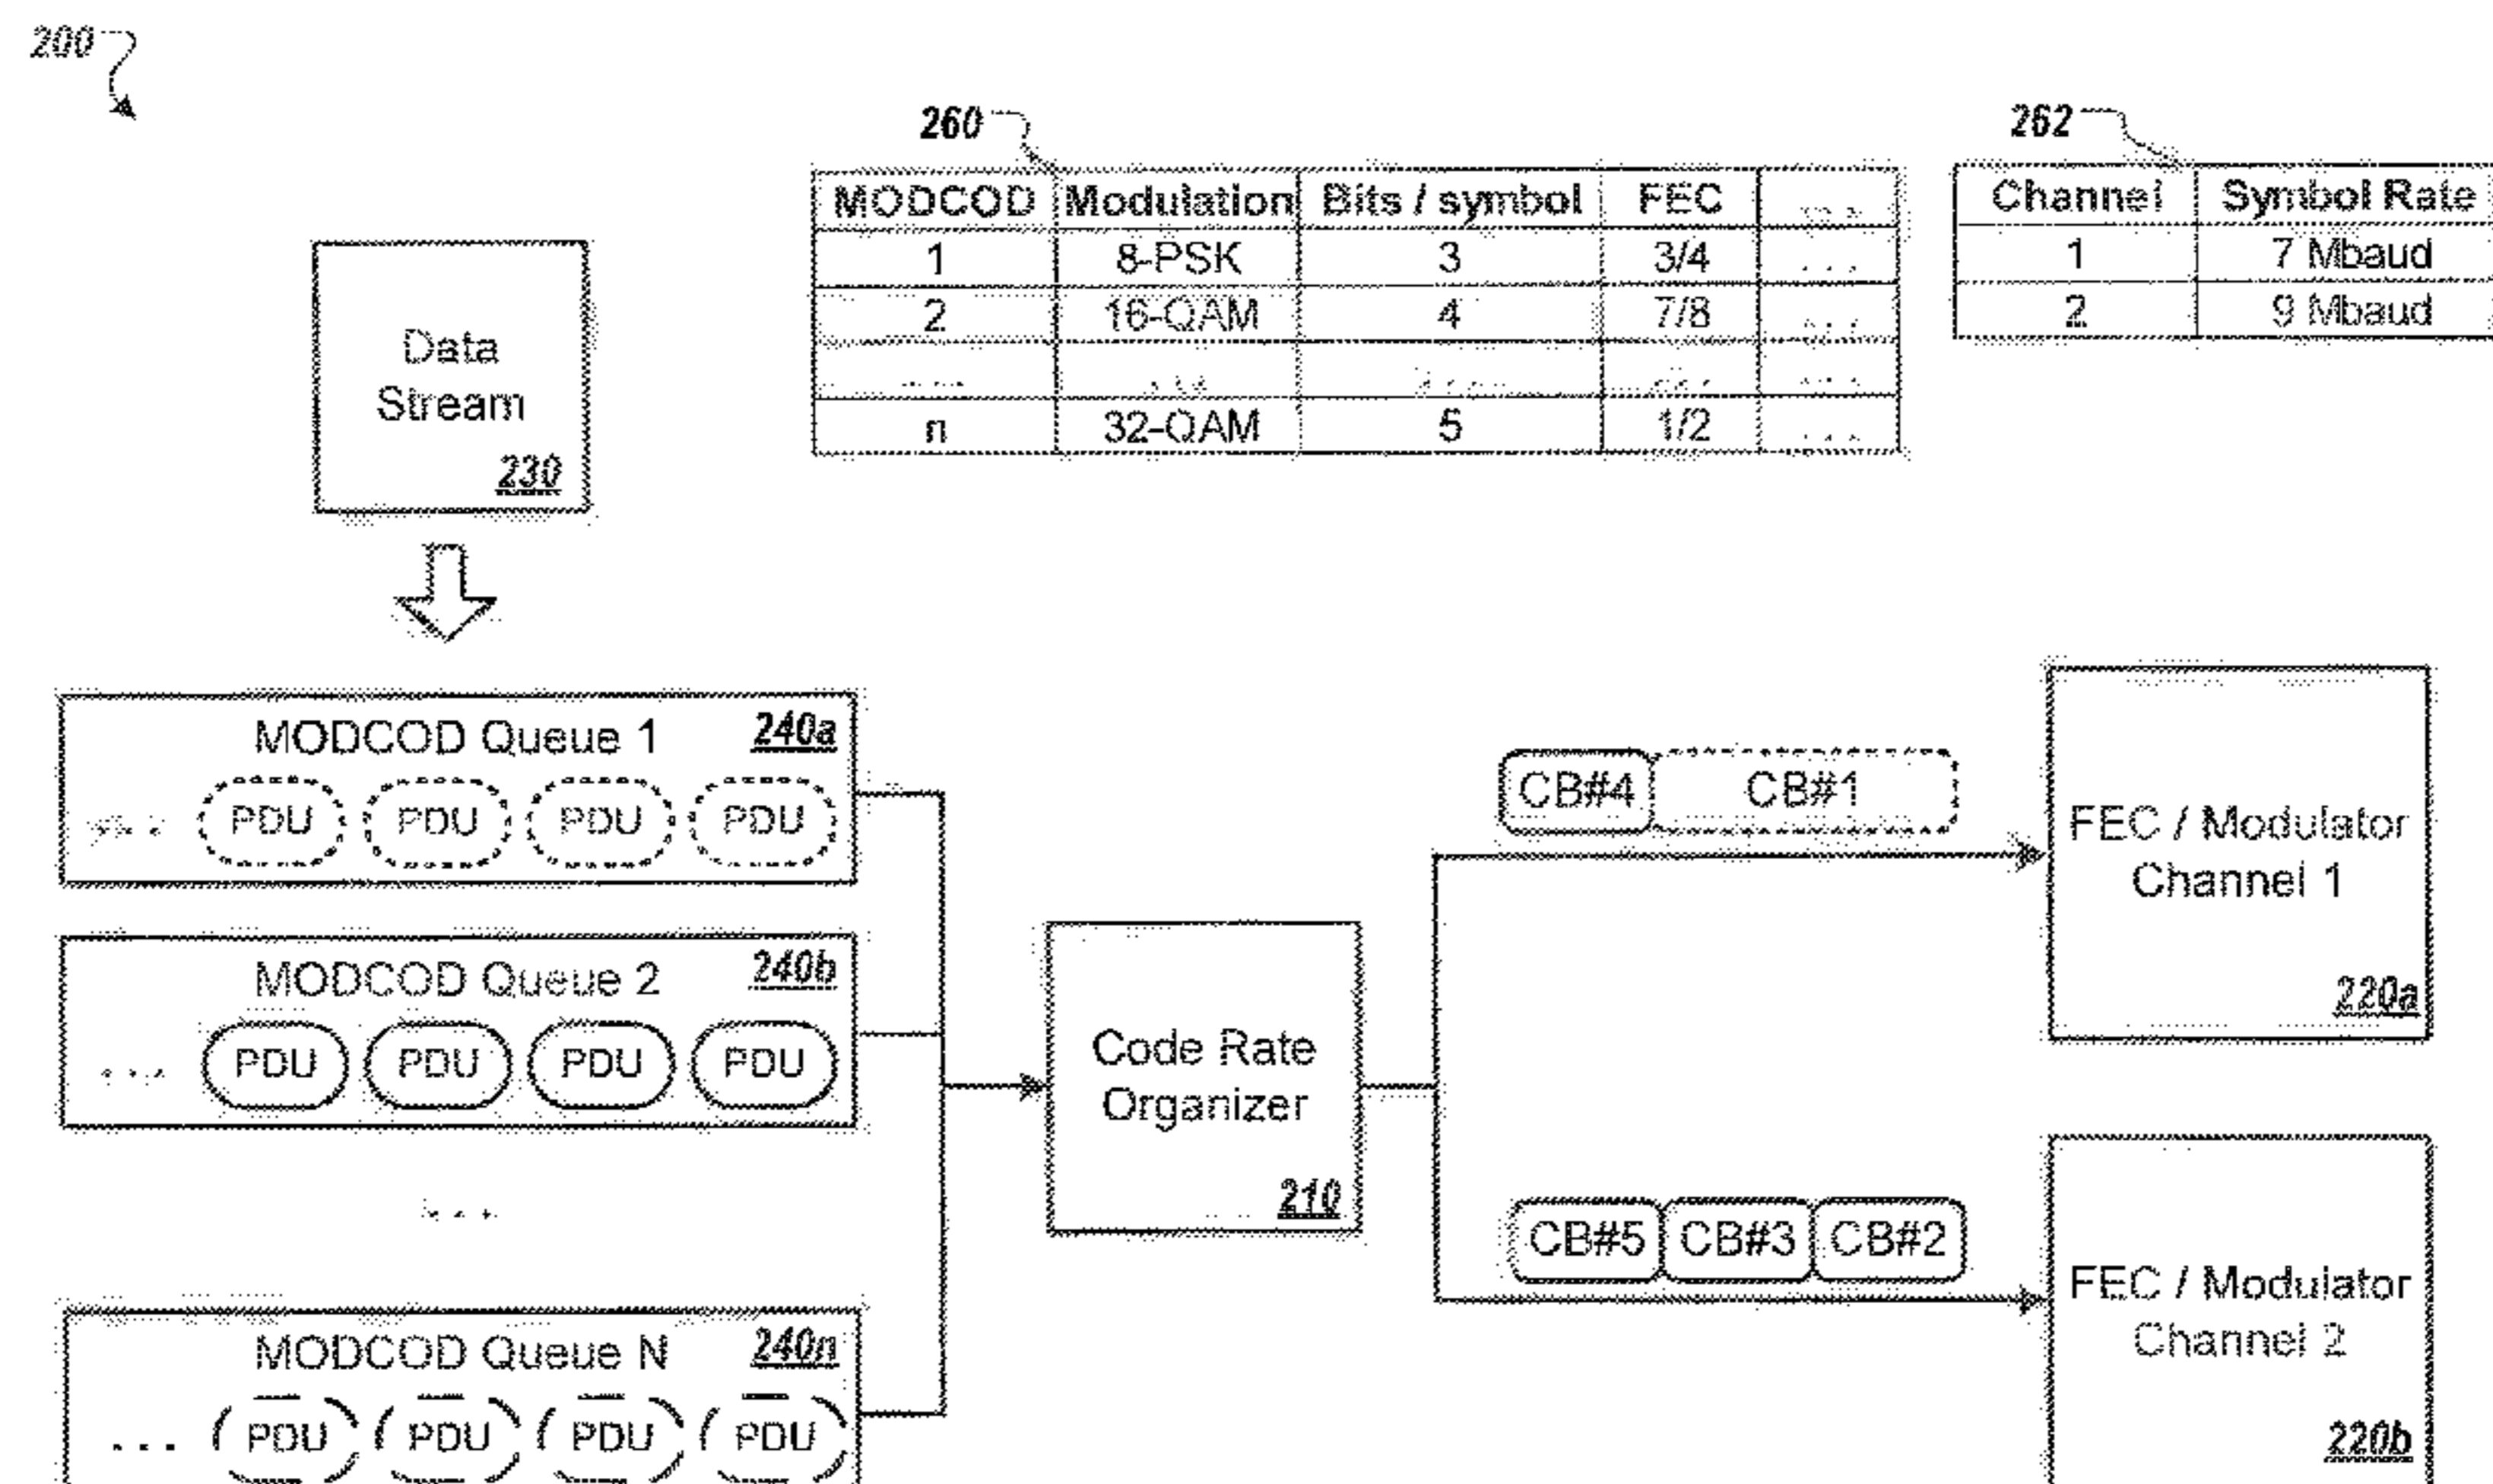 200
260
262
MODCOD Modulation Bits / symbol FEC ...
1 8-PSK 3 3/4 ...
2 16-QAM 4 7/8 ...
... ... ... ... ...
n 32-QAM 5 1/2 ...
Channel Symbol Rate
1 7 Mbaud
2 9 Mbaud
Data
Stream
230
MODCOD Queue 1 240a
... PDU PDU PDU PDU
MODCOD Queue 2 240b
... PDU PDU PDU PDU
...
MODCOD Queue N 240n
... PDU PDU PDU PDU
Code Rate
Organizer
210
CB#4 CB#1
CB#5 CB#3 CB#2
FEC / Modulator
Channel 1
220a
FEC / Modulator
Channel 2
220b